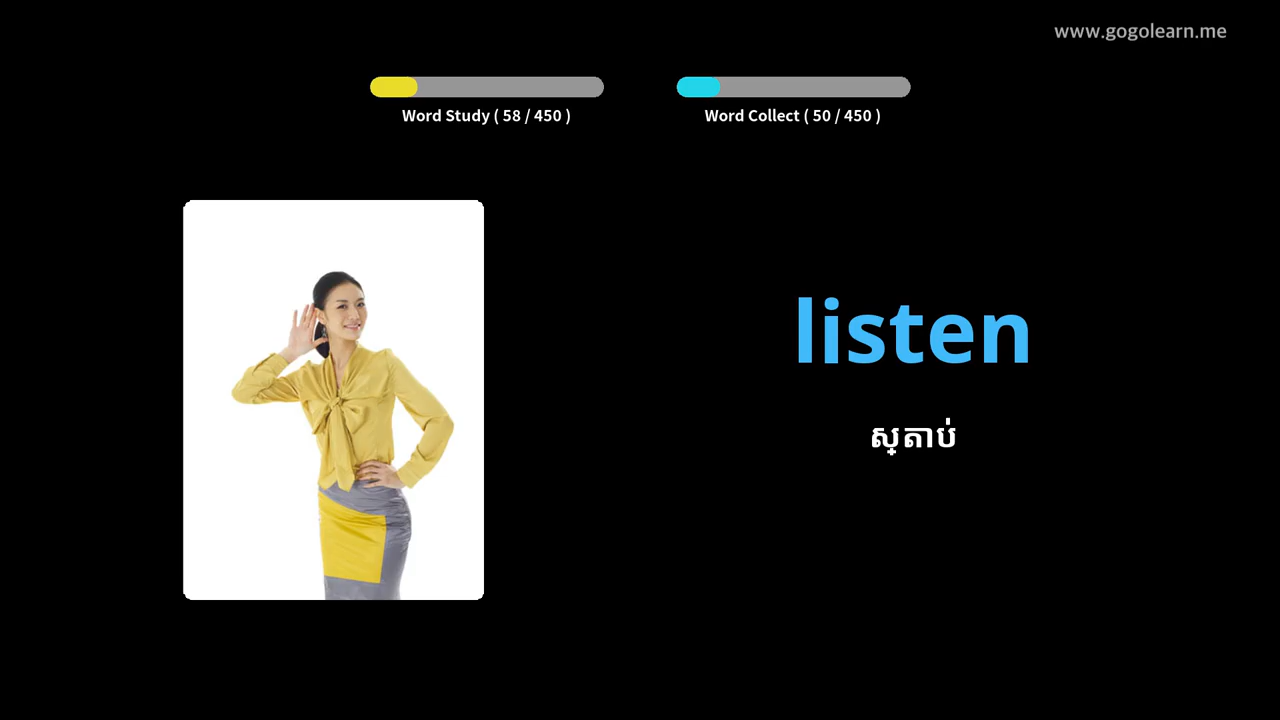 www.gogolearn.me
Word Study ( 58 / 450 )
Word Collect ( 50 / 450 )
listen
ស្តាប់